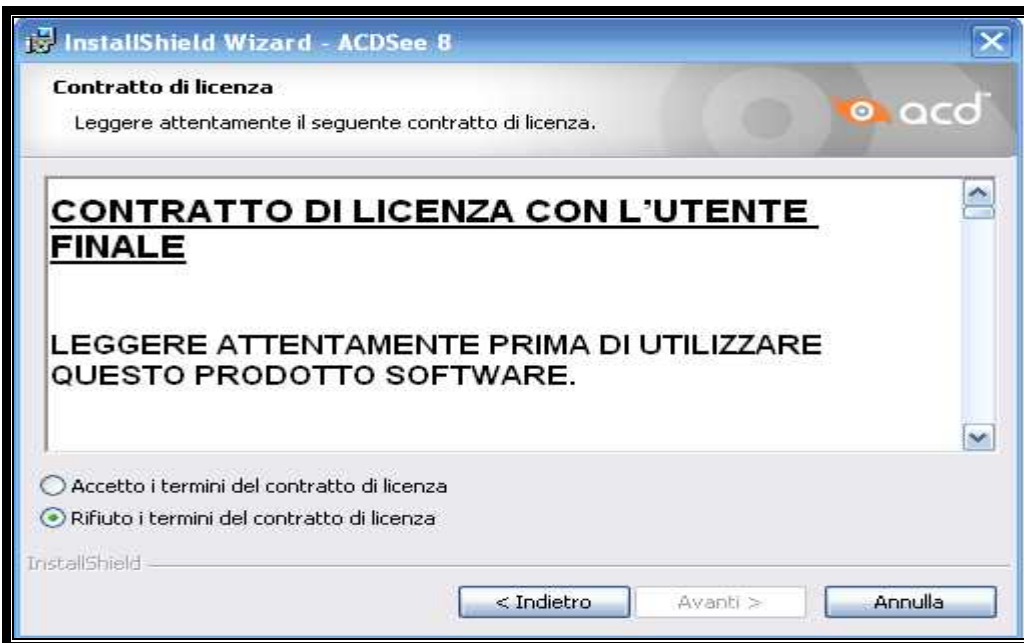 InstallShield Wizard - ACDSee 8
Contratto di licenza
Leggere attentamente il seguente contratto di licenza.
acd™
CONTRATTO DI LICENZA CON L'UTENTE
FINALE
LEGGERE ATTENTAMENTE PRIMA DI UTILIZZARE
QUESTO PRODOTTO SOFTWARE.
Accetto i termini del contratto di licenza
Rifiuto i termini del contratto di licenza
InstallShield
< Indietro
Avanti >
Annulla